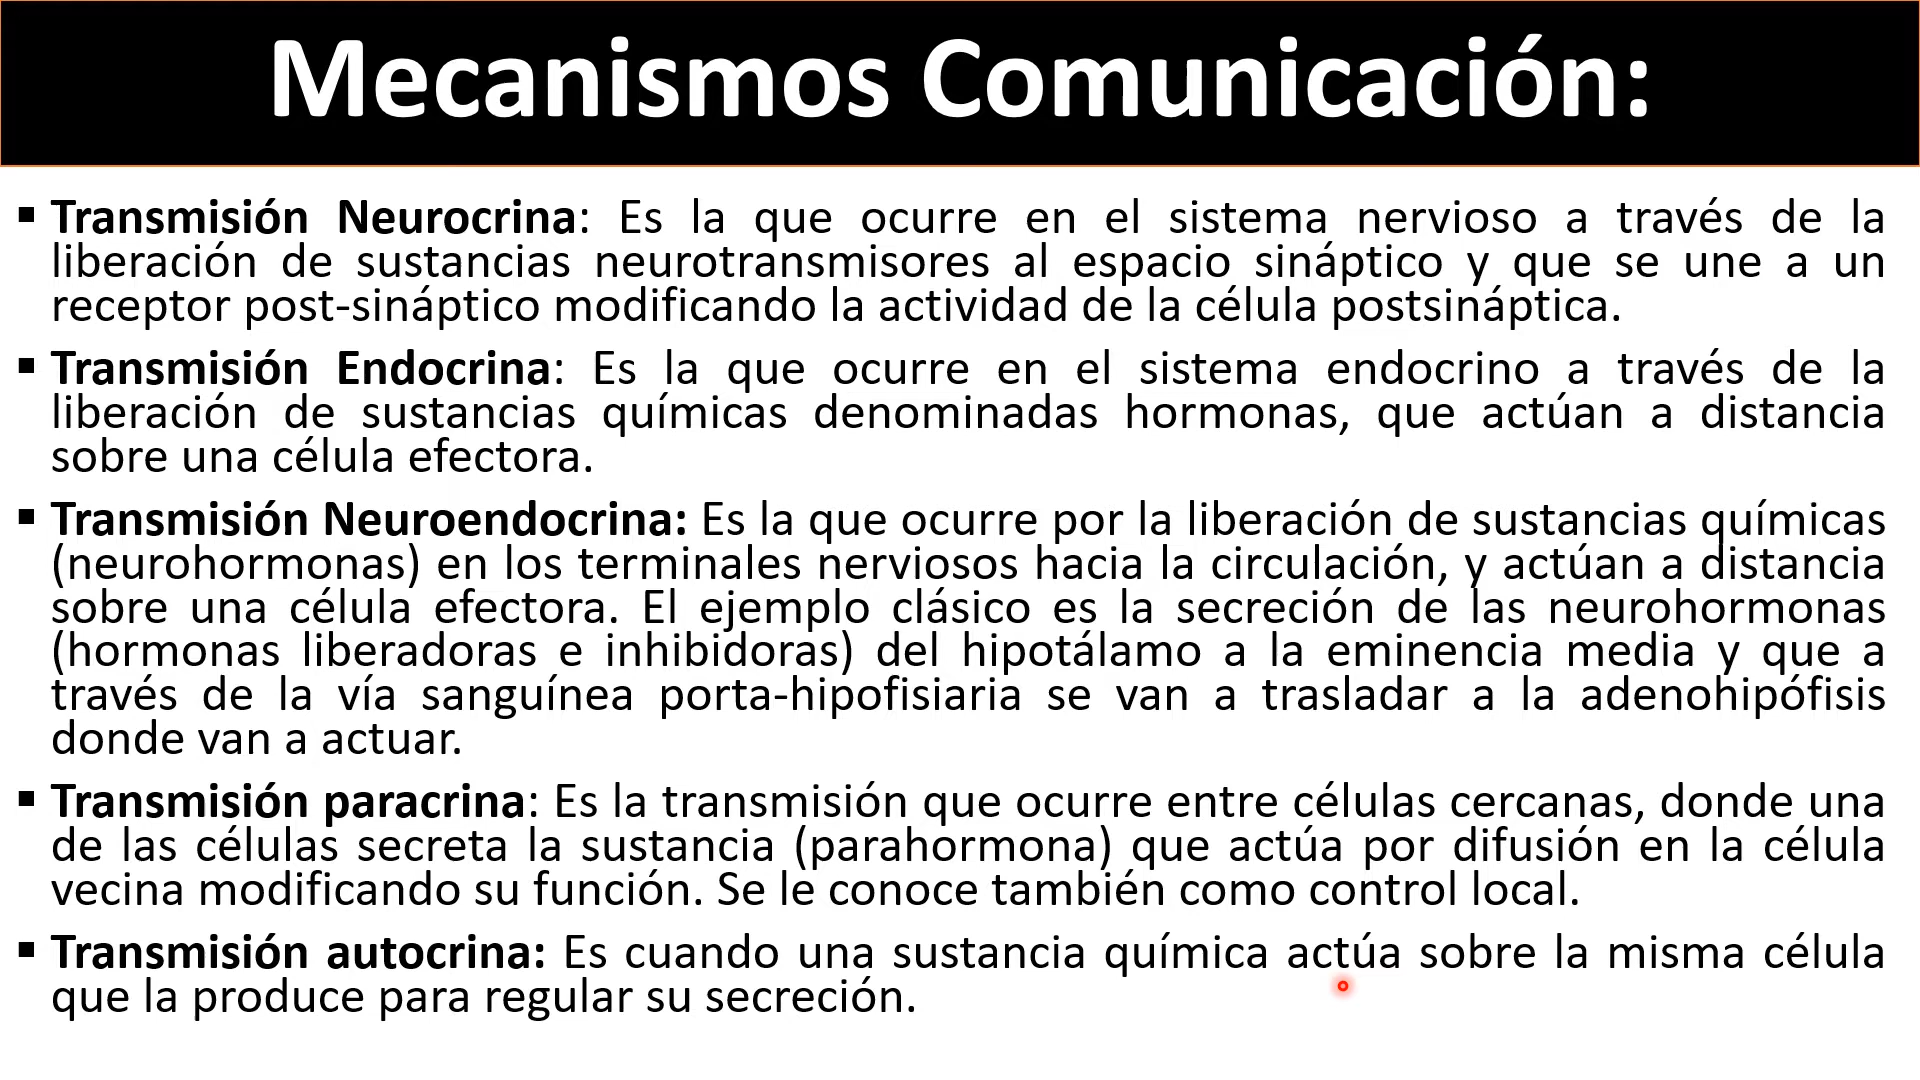 Mecanismos Comunicación:
▪ Transmisión Neurocrina: Es la que ocurre en el sistema nervioso a través de la
liberación de sustancias neurotransmisores al espacio sináptico y que se une a un
receptor post-sináptico modificando la actividad de la célula postsináptica.
▪ Transmisión Endocrina: Es la que ocurre en el sistema endocrino a través de la
liberación de sustancias químicas denominadas hormonas, que actúan a distancia
sobre una célula efectora.
▪ Transmisión Neuroendocrina: Es la que ocurre por la liberación de sustancias químicas
(neurohormonas) en los terminales nerviosos hacia la circulación, y actúan a distancia
sobre una célula efectora. El ejemplo clásico es la secreción de las neurohormonas
(hormonas liberadoras e inhibidoras) del hipotálamo a la eminencia media y que a
través de la vía sanguínea porta-hipofisiaria se van a trasladar a la adenohipófisis
donde van a actuar.
▪ Transmisión paracrina: Es la transmisión que ocurre entre células cercanas, donde una
de las células secreta la sustancia (parahormona) que actúa por difusión en la célula
vecina modificando su función. Se le conoce también como control local.
▪ Transmisión autocrina: Es cuando una sustancia química actúa sobre la misma célula
que la produce para regular su secreción.